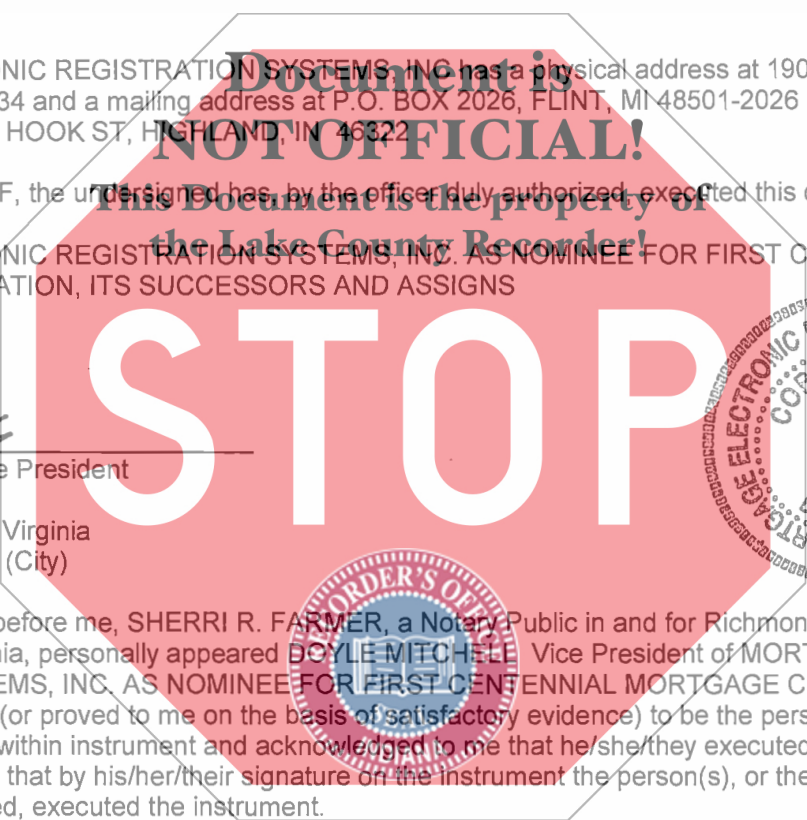 Document is
NIC REGISTRATION SYSTEMS, INC has a physical address at 190
34 and a mailing address at P.O. BOX 2026, FLINT, MI 48501-2026
HOOK ST, HIGHLAND, IN 46322
NOT OFFICIAL!
F, the undersigned has, by the officer duly authorized, executed this
This Document is the property of
the Lake County Recorder!
NIC REGISTRATION SYSTEMS, INC. AS NOMINEE FOR FIRST C
ATION, ITS SUCCESSORS AND ASSIGNS
STOP
MORTGAGE ELECTRONIC
e President
Virginia
(City)
RECORDER'S OFFICE
before me, SHERRI R. FARMER, a Notary Public in and for Richmon
ia, personally appeared DOYLE MITCHELL Vice President of MORT
EMS, INC. AS NOMINEE FOR FIRST CENTENNIAL MORTGAGE C
(or proved to me on the basis of satisfactory evidence) to be the pers
within instrument and acknowledged to me that he/she/they executed
that by his/her/their signature on the instrument the person(s), or the
ed, executed the instrument.